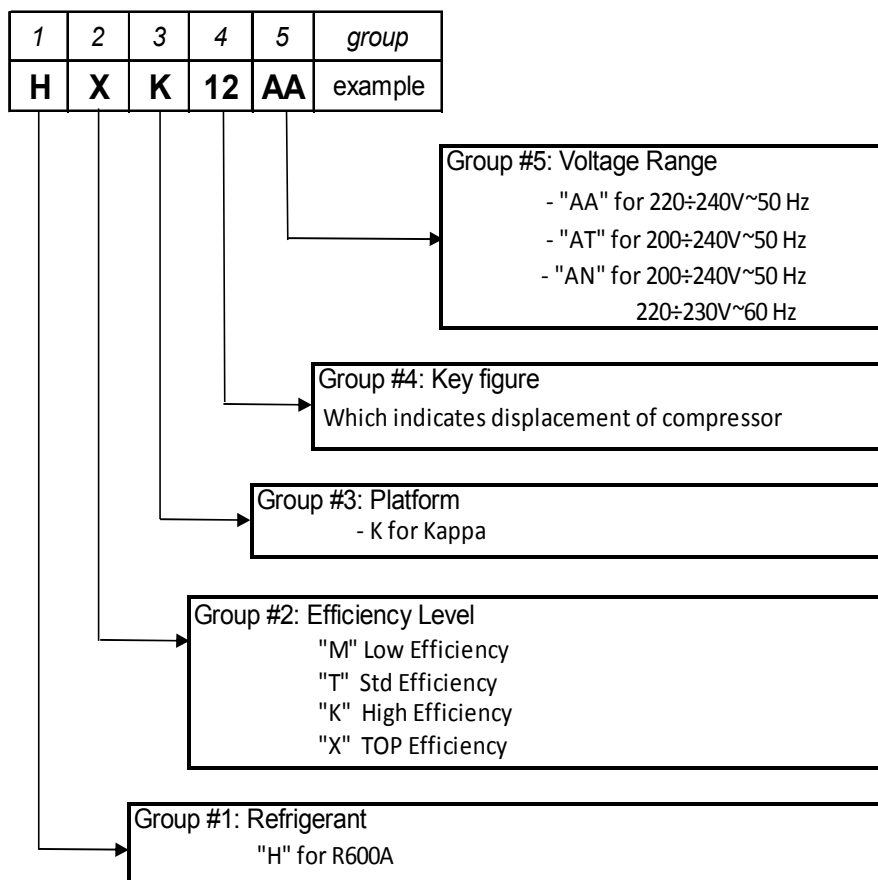 1 2 3 4 5 group
H X K 12 AA example
Group #5: Voltage Range
- "AA" for 220÷240V~50 Hz
- "AT" for 200÷240V~50 Hz
- "AN" for 200÷240V~50 Hz
220÷230V~60 Hz
Group #4: Key figure
Which indicates displacement of compressor
Group #3: Platform
- K for Kappa
Group #2: Efficiency Level
"M" Low Efficiency
"T" Std Efficiency
"K" High Efficiency
"X" TOP Efficiency
Group #1: Refrigerant
"H" for R600A